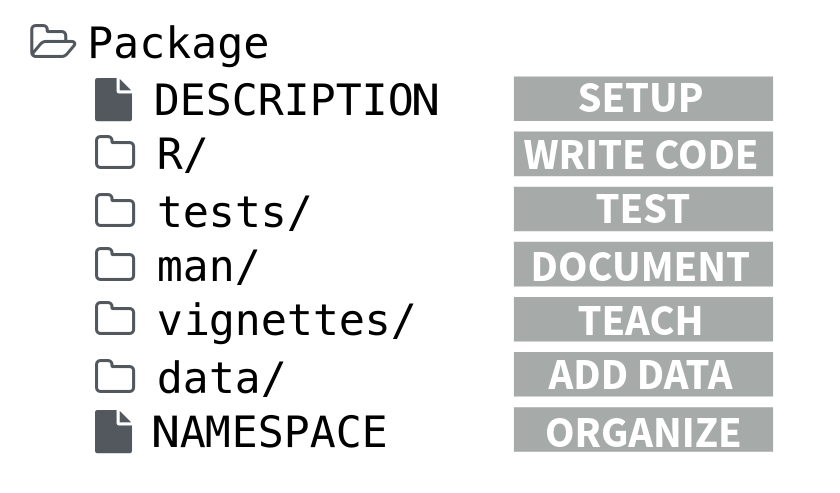 Package
DESCRIPTION SETUP
R/ WRITE CODE
tests/ TEST
man/ DOCUMENT
vignettes/ TEACH
data/ ADD DATA
NAMESPACE ORGANIZE